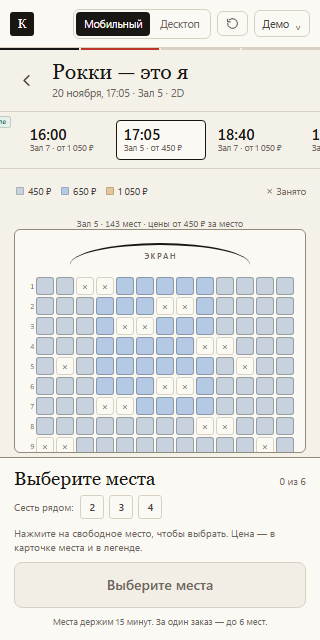 K Мобильный Десктоп Демо
Рокки — это я
20 ноября, 17:05 · Зал 5 · 2D
16:00 17:05 18:40
Зал 7 · от 1 050 ₽ Зал 5 · от 450 ₽ Зал 7 · от 1 050 ₽
450 ₽ 650 ₽ 1 050 ₽ × Занято
Зал 5 · 143 мест · цены от 450 ₽ за место
ЭКРАН
1 × ×
2 × ×
3 × ×
4 × ×
5 × ×
6 × ×
7 × ×
8 × ×
9 × × ×
Выберите места 0 из 6
Сесть рядом: 2 3 4
Нажмите на свободное место, чтобы выбрать. Цена — в
карточке места и в легенде.
Выберите места
Места держим 15 минут. За один заказ — до 6 мест.